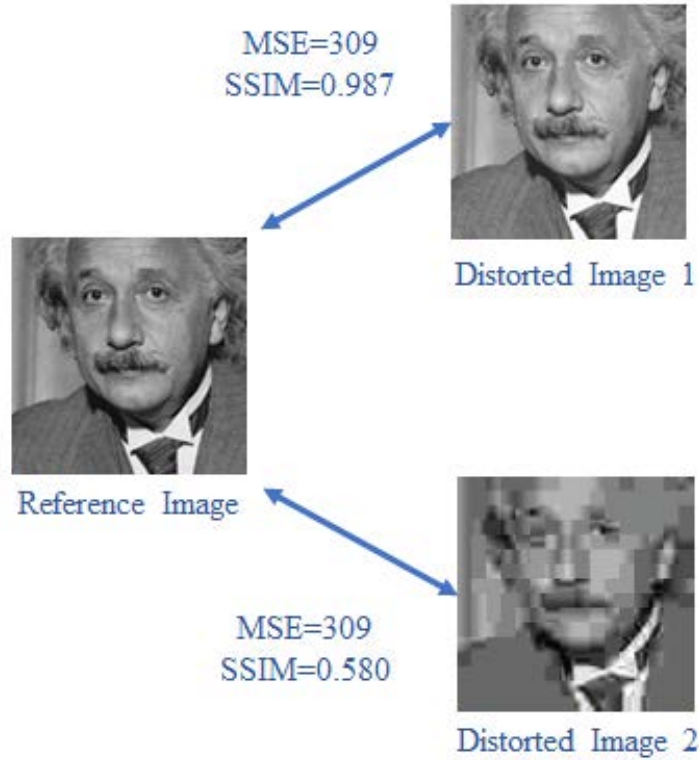 MSE=309
SSIM=0.987
Distorted Image 1
Reference Image
MSE=309
SSIM=0.580
Distorted Image 2